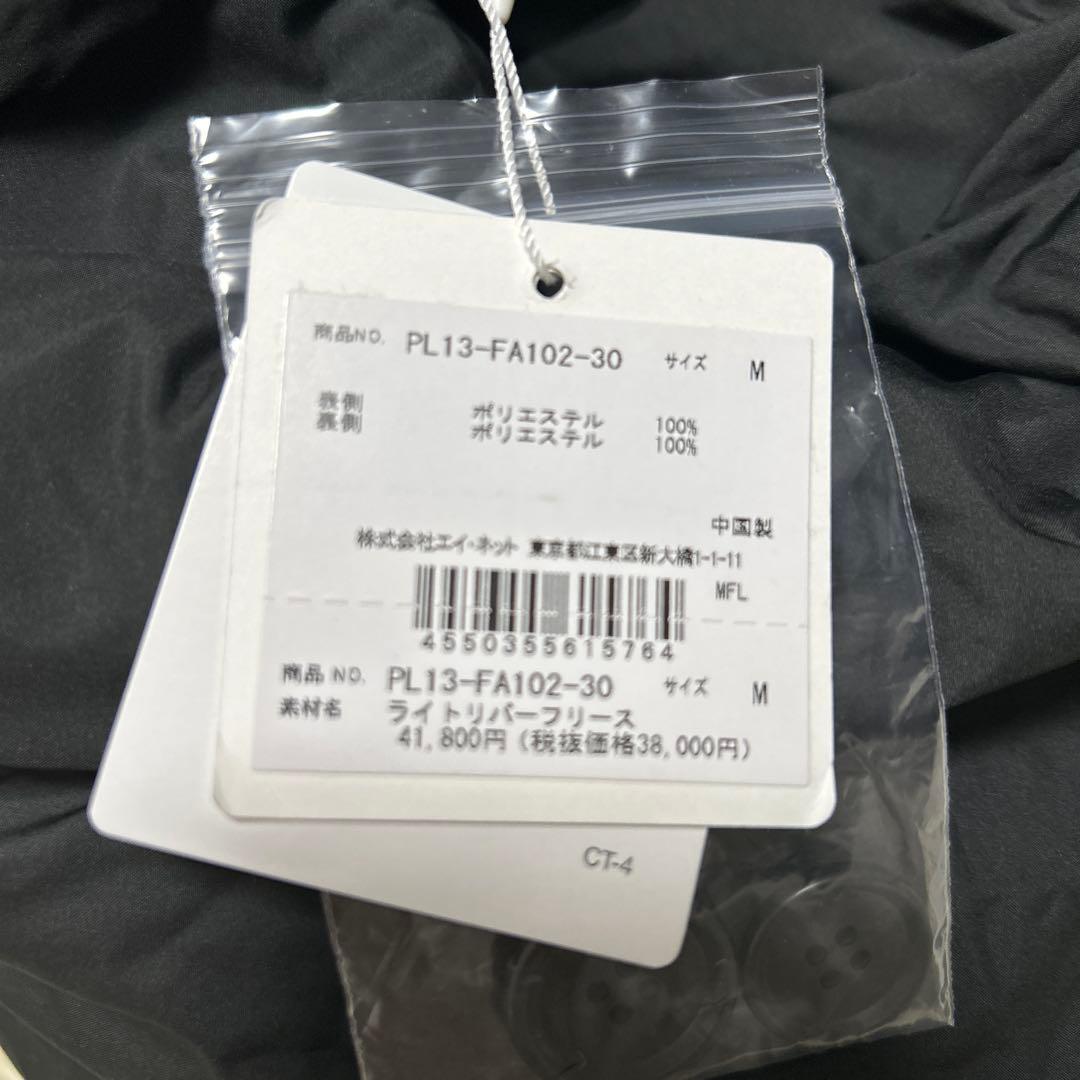 商品NO. PL13-FA102-30 サイズ M
表側 ポリエステル 100%
裏側 ポリエステル 100%
中国製
株式会社エイ・ネット 東京都江東区新大橋1-1-11
MFL
4550355615764
商品NO. PL13-FA102-30 サイズ M
素材名 ライトリバーフリース
41,800円(税抜価格38,000円)
CT-4